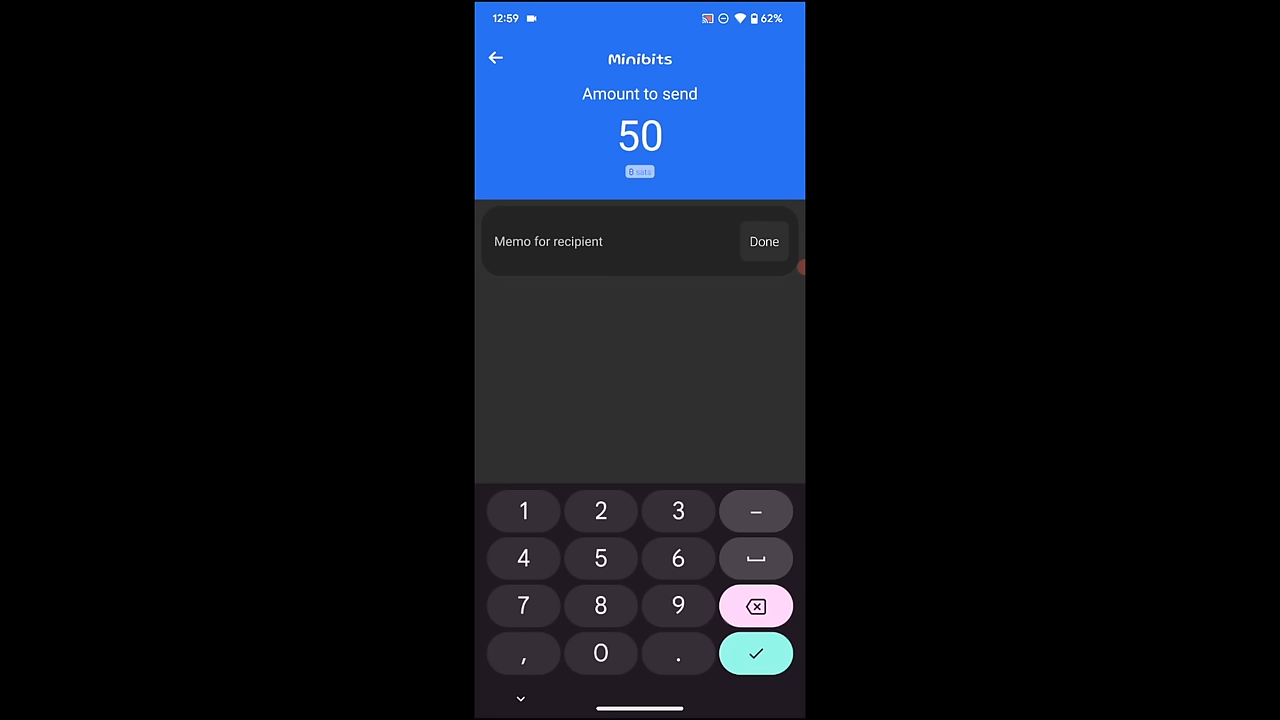 12:59
62%
Minibits
Amount to send
50
₿ sats
Memo for recipient
Done
1 2 3 –
4 5 6
7 8 9
, 0 .